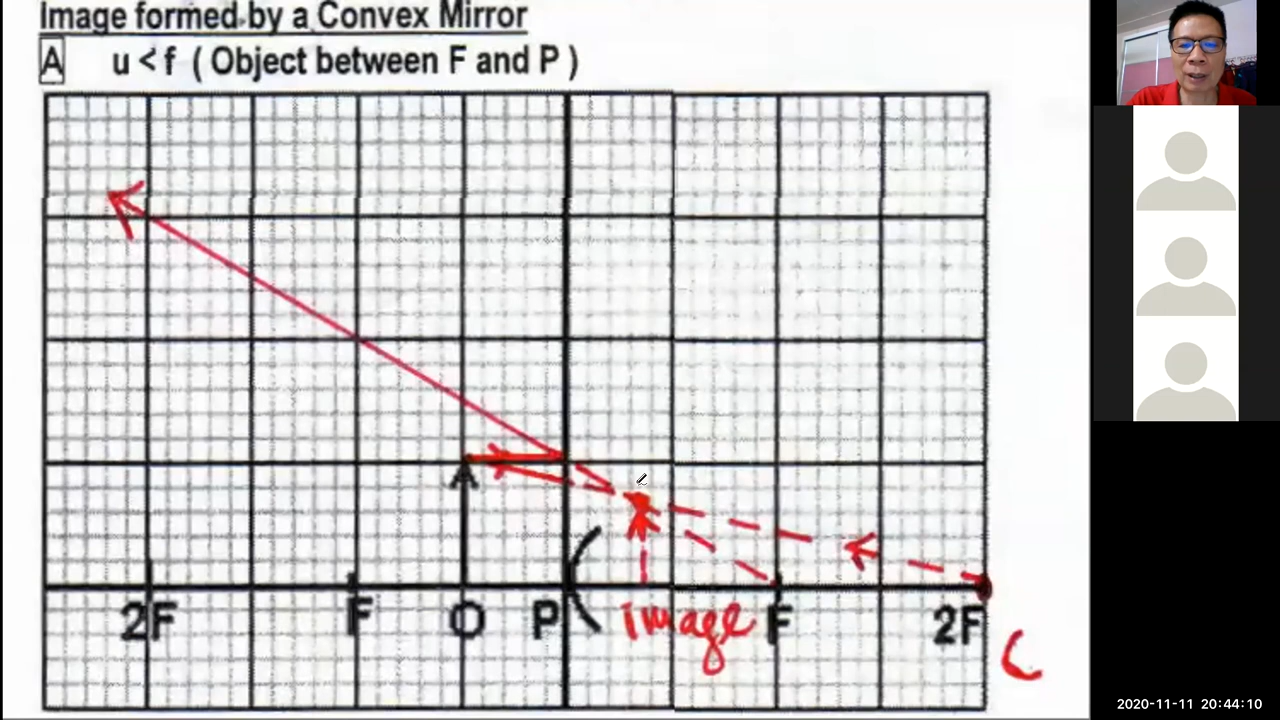 Image formed by a Convex Mirror
A u < f ( Object between F and P )
2F F O P image F 2F
C
2020-11-11 20:44:10